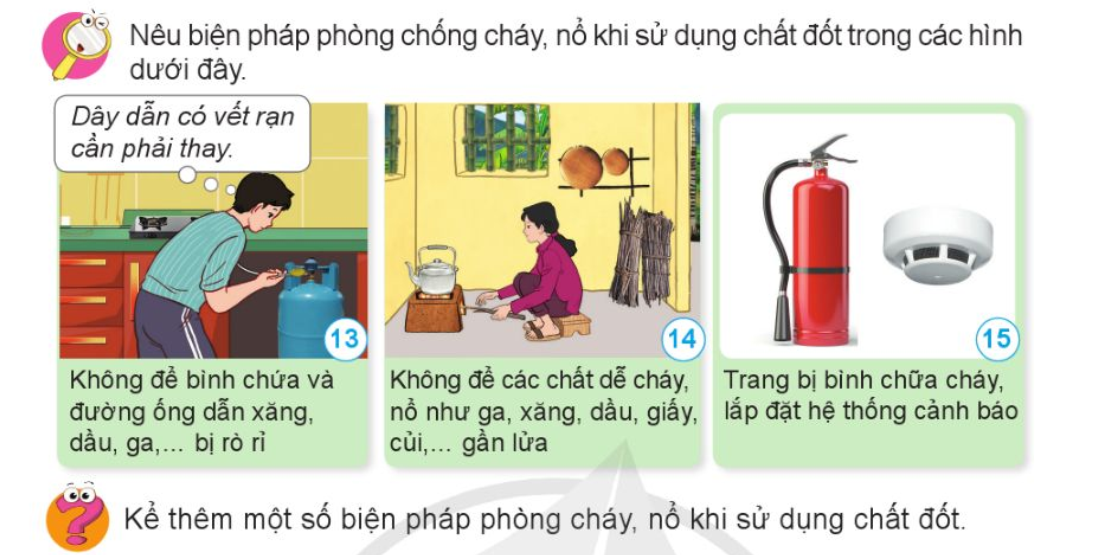 Nêu biện pháp phòng chống cháy, nổ khi sử dụng chất đốt trong các hình
dưới đây.
Dây dẫn có vết rạn
cần phải thay.
13
Không để bình chứa và
đường ống dẫn xăng,
dầu, ga,... bị rò rỉ
14
Không để các chất dễ cháy,
nổ như ga, xăng, dầu, giấy,
củi,... gần lửa
15
Trang bị bình chữa cháy,
lắp đặt hệ thống cảnh báo
Kể thêm một số biện pháp phòng cháy, nổ khi sử dụng chất đốt.